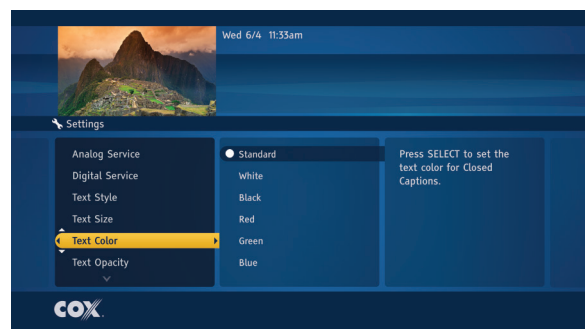 Wed 6/4 11:33am
Settings
Analog Service
Digital Service
Text Style
Text Size
Text Color
Text Opacity
Standard
White
Black
Red
Green
Blue
Press SELECT to set the
text color for Closed
Captions.
COX